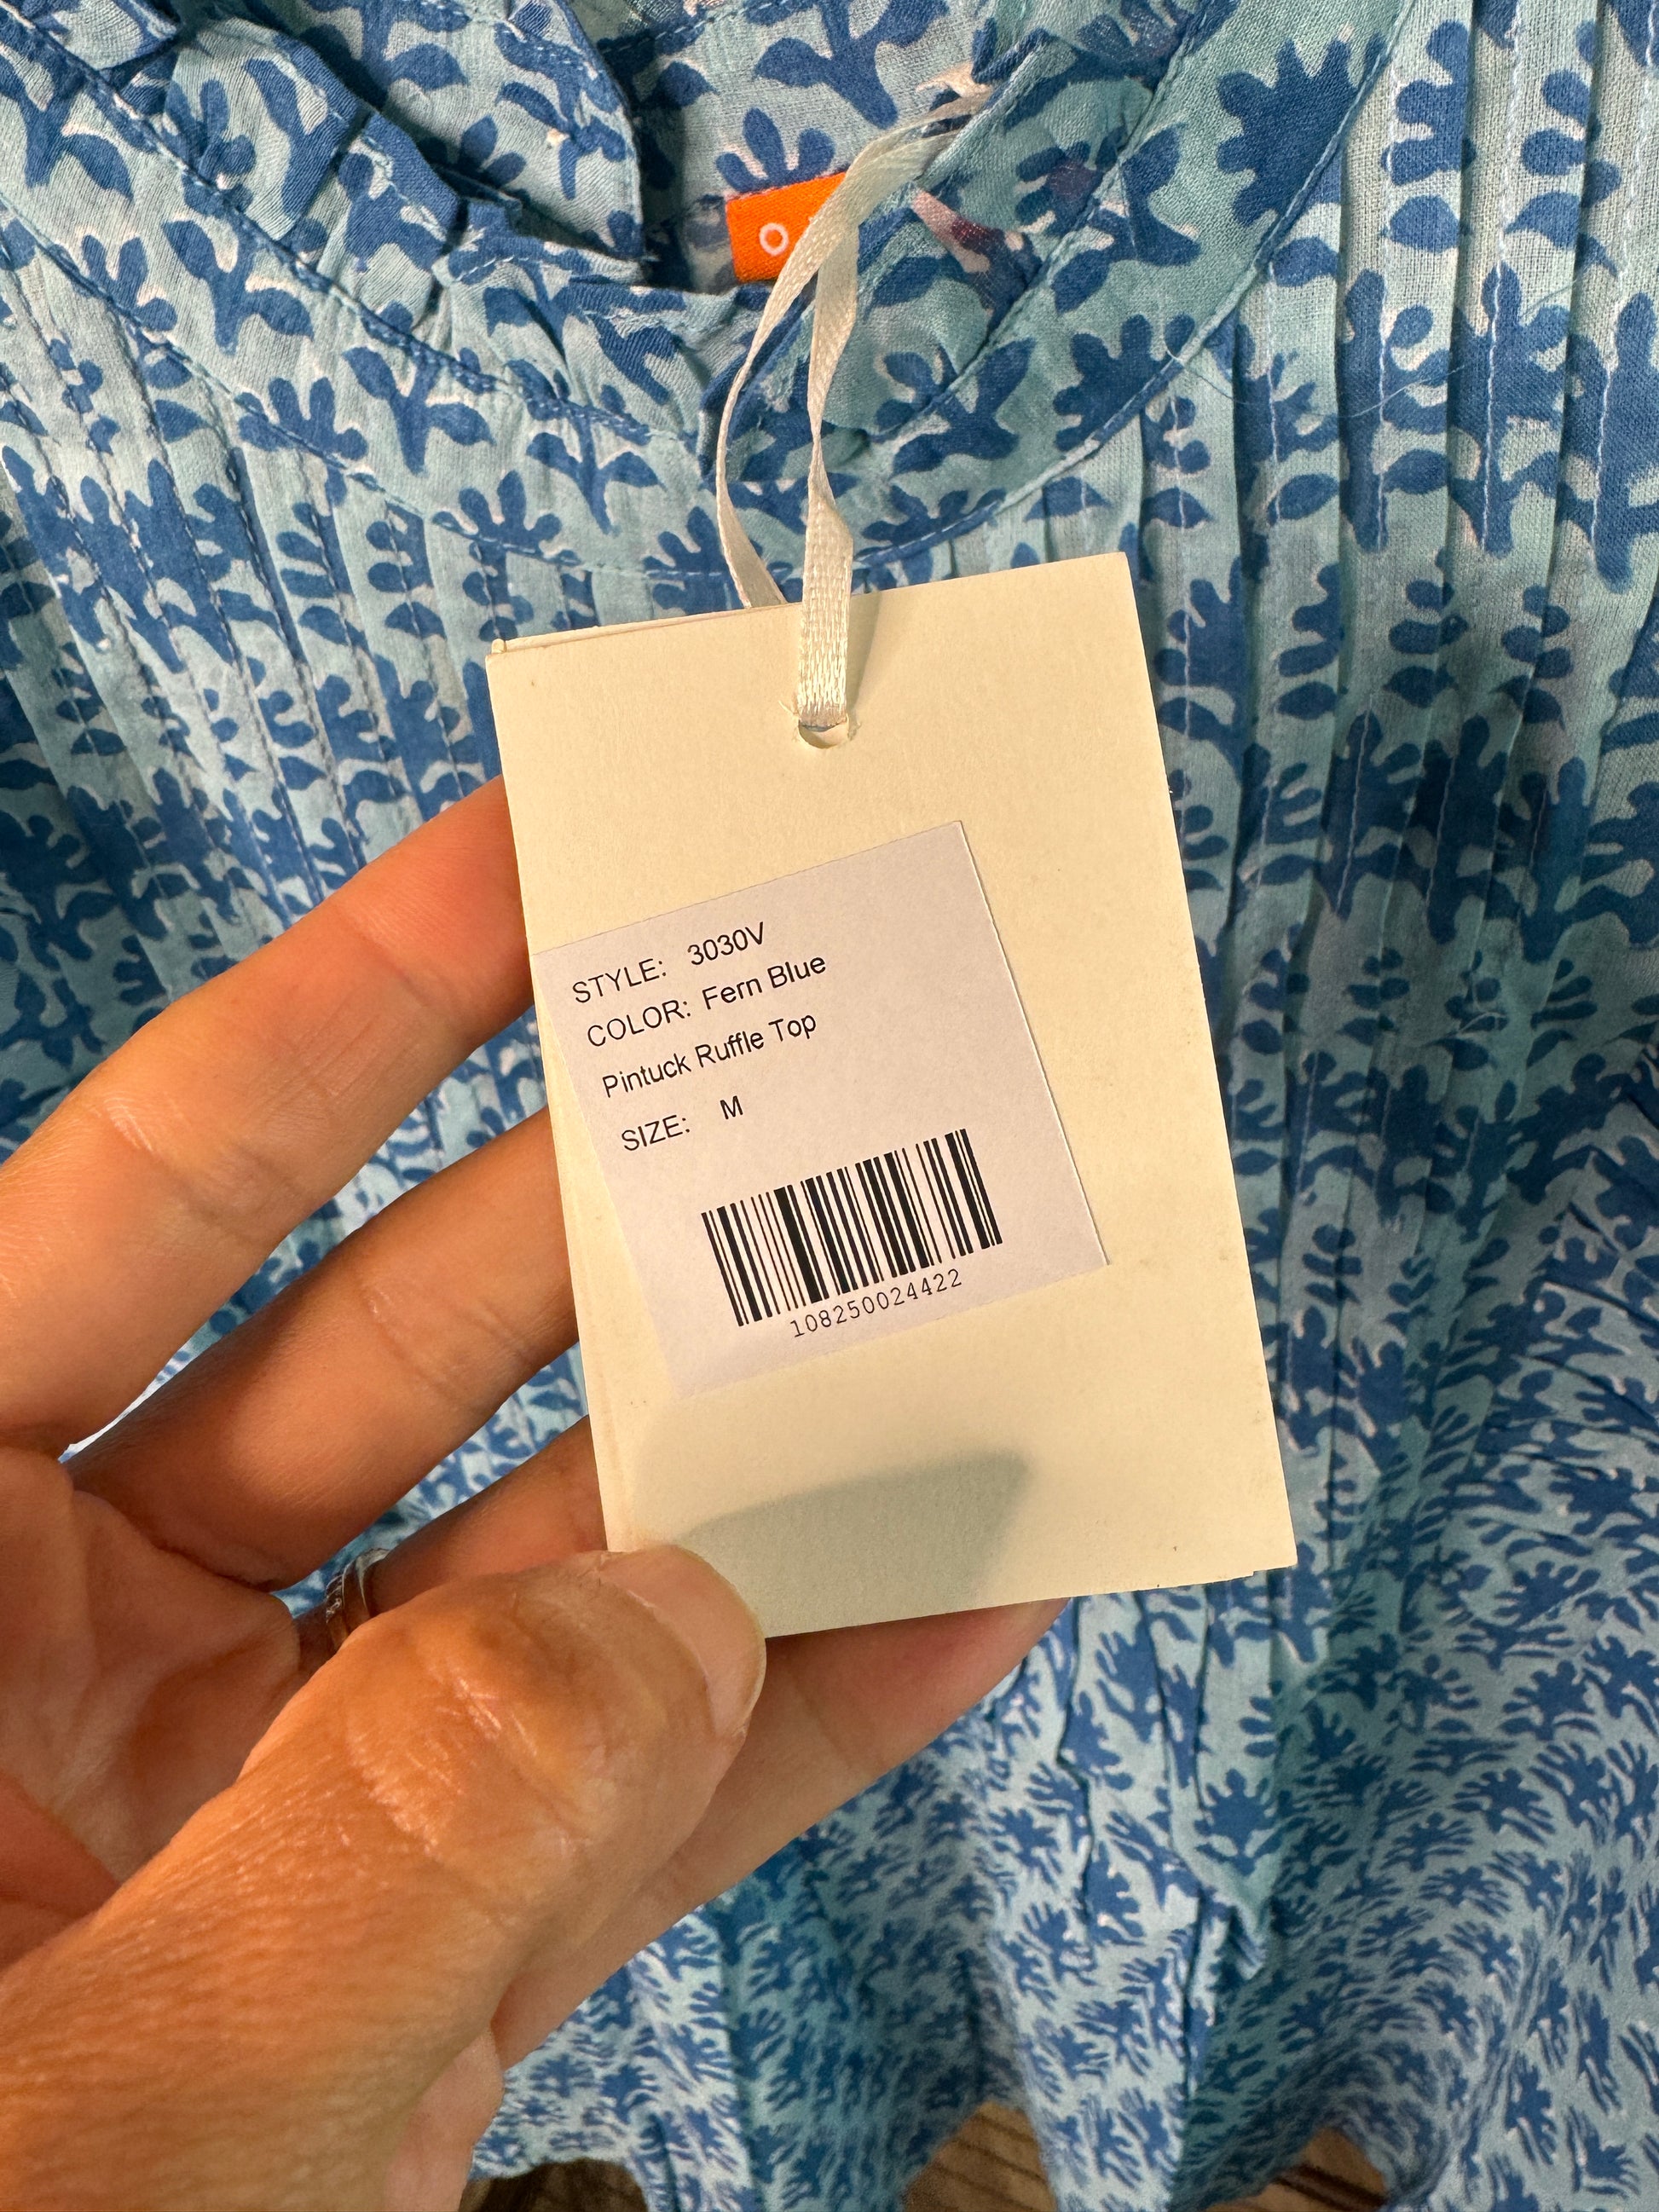 STYLE: 3030V
COLOR: Fern Blue
Pintuck Ruffle Top
SIZE: M
108250024422